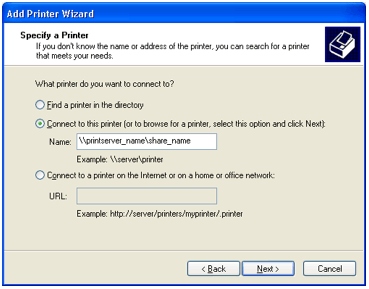 Add Printer Wizard
Specify a Printer
If you don't know the name or address of the printer, you can search for a printer
that meets your needs.
What printer do you want to connect to?
Find a printer in the directory
Connect to this printer (or to browse for a printer, select this option and click Next):
Name: \\printserver_name\share_name
Example: \\server\printer
Connect to a printer on the Internet or on a home or office network:
URL:
Example: http://server/printers/myprinter/.printer
< Back Next > Cancel